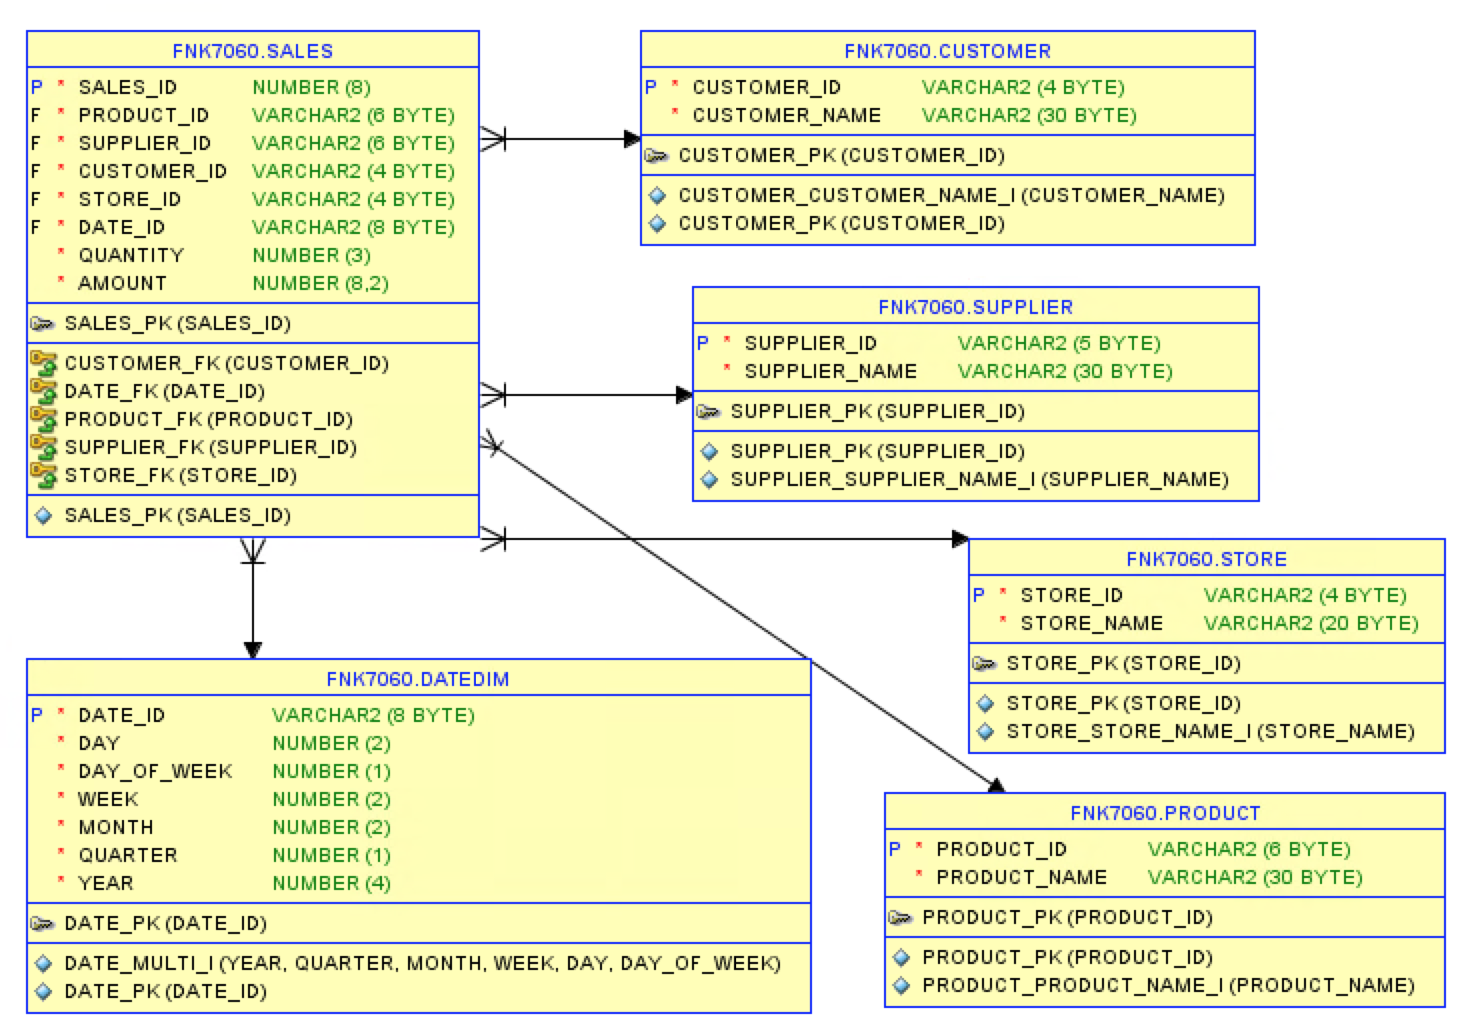 FNK7060.SALES
P * SALES_ID NUMBER (8)
F * PRODUCT_ID VARCHAR2 (6 BYTE)
F * SUPPLIER_ID VARCHAR2 (6 BYTE)
F * CUSTOMER_ID VARCHAR2 (4 BYTE)
F * STORE_ID VARCHAR2 (4 BYTE)
F * DATE_ID VARCHAR2 (8 BYTE)
* QUANTITY NUMBER (3)
* AMOUNT NUMBER (8,2)
SALES_PK (SALES_ID)
CUSTOMER_FK (CUSTOMER_ID)
DATE_FK (DATE_ID)
PRODUCT_FK (PRODUCT_ID)
SUPPLIER_FK (SUPPLIER_ID)
STORE_FK (STORE_ID)
SALES_PK (SALES_ID)
FNK7060.CUSTOMER
P * CUSTOMER_ID VARCHAR2 (4 BYTE)
* CUSTOMER_NAME VARCHAR2 (30 BYTE)
CUSTOMER_PK (CUSTOMER_ID)
CUSTOMER_CUSTOMER_NAME_I (CUSTOMER_NAME)
CUSTOMER_PK (CUSTOMER_ID)
FNK7060.SUPPLIER
P * SUPPLIER_ID VARCHAR2 (5 BYTE)
* SUPPLIER_NAME VARCHAR2 (30 BYTE)
SUPPLIER_PK (SUPPLIER_ID)
SUPPLIER_PK (SUPPLIER_ID)
SUPPLIER_SUPPLIER_NAME_I (SUPPLIER_NAME)
FNK7060.STORE
P * STORE_ID VARCHAR2 (4 BYTE)
* STORE_NAME VARCHAR2 (20 BYTE)
STORE_PK (STORE_ID)
STORE_PK (STORE_ID)
STORE_STORE_NAME_I (STORE_NAME)
FNK7060.DATEDIM
P * DATE_ID VARCHAR2 (8 BYTE)
* DAY NUMBER (2)
* DAY_OF_WEEK NUMBER (1)
* WEEK NUMBER (2)
* MONTH NUMBER (2)
* QUARTER NUMBER (1)
* YEAR NUMBER (4)
DATE_PK (DATE_ID)
DATE_MULTI_I (YEAR, QUARTER, MONTH, WEEK, DAY, DAY_OF_WEEK)
DATE_PK (DATE_ID)
FNK7060.PRODUCT
P * PRODUCT_ID VARCHAR2 (6 BYTE)
* PRODUCT_NAME VARCHAR2 (30 BYTE)
PRODUCT_PK (PRODUCT_ID)
PRODUCT_PK (PRODUCT_ID)
PRODUCT_PRODUCT_NAME_I (PRODUCT_NAME)